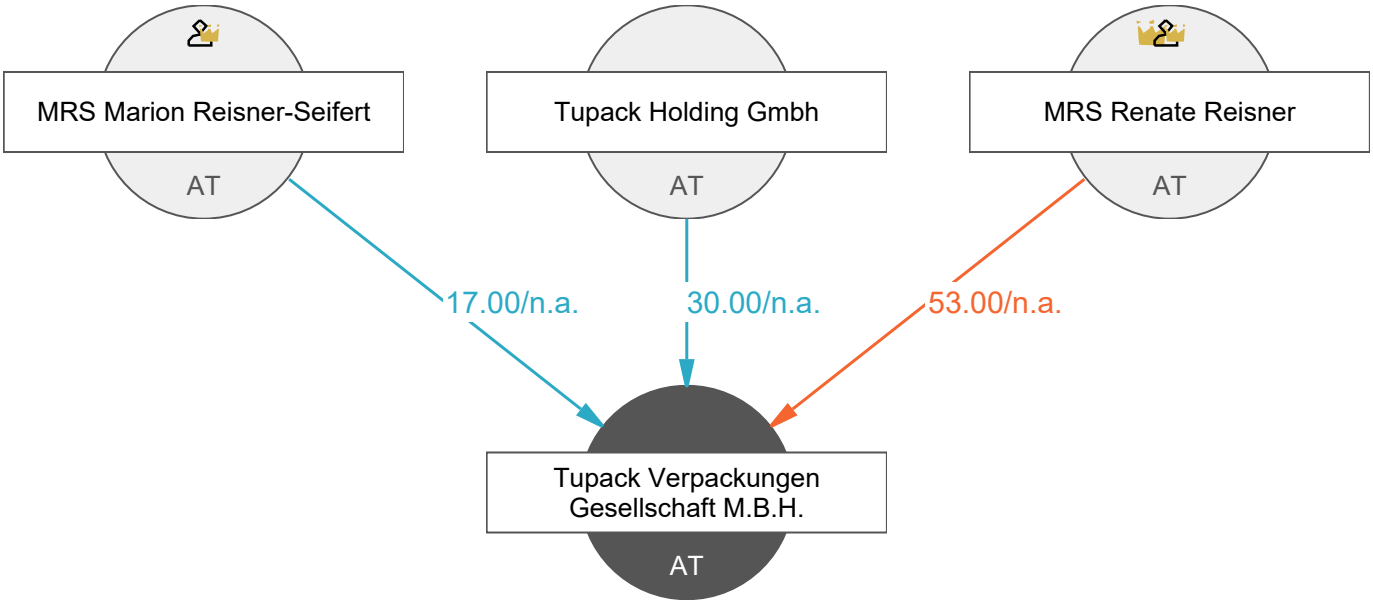 MRS Marion Reisner-Seifert
AT
Tupack Holding Gmbh
AT
MRS Renate Reisner
AT
17.00/n.a.
30.00/n.a.
53.00/n.a.
Tupack Verpackungen
Gesellschaft M.B.H.
AT